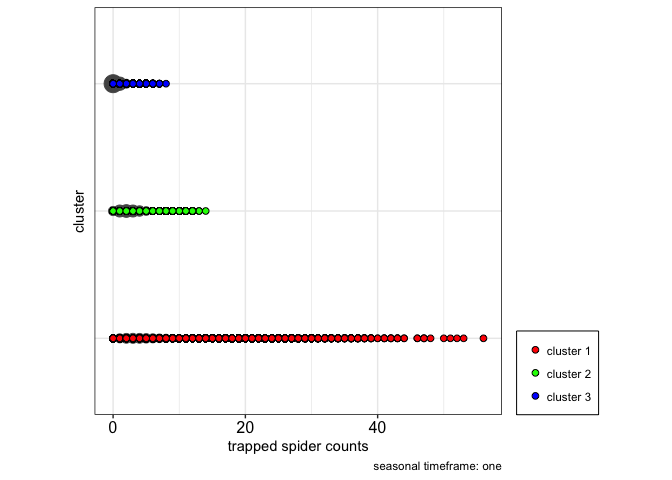 cluster
0 20 40
trapped spider counts
seasonal timeframe: one
cluster 1
cluster 2
cluster 3